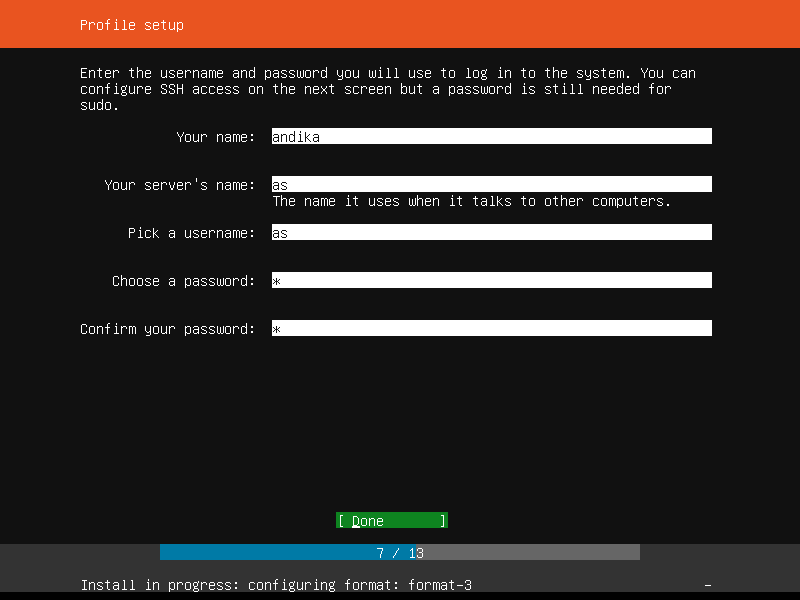 Profile setup
Enter the username and password you will use to log in to the system. You can
configure SSH access on the next screen but a password is still needed for
sudo.
Your name: andika
Your server's name: as
The name it uses when it talks to other computers.
Pick a username: as
Choose a password: *
Confirm your password: *
[ Done ]
7 / 13
Install in progress: configuring format: format-3 -